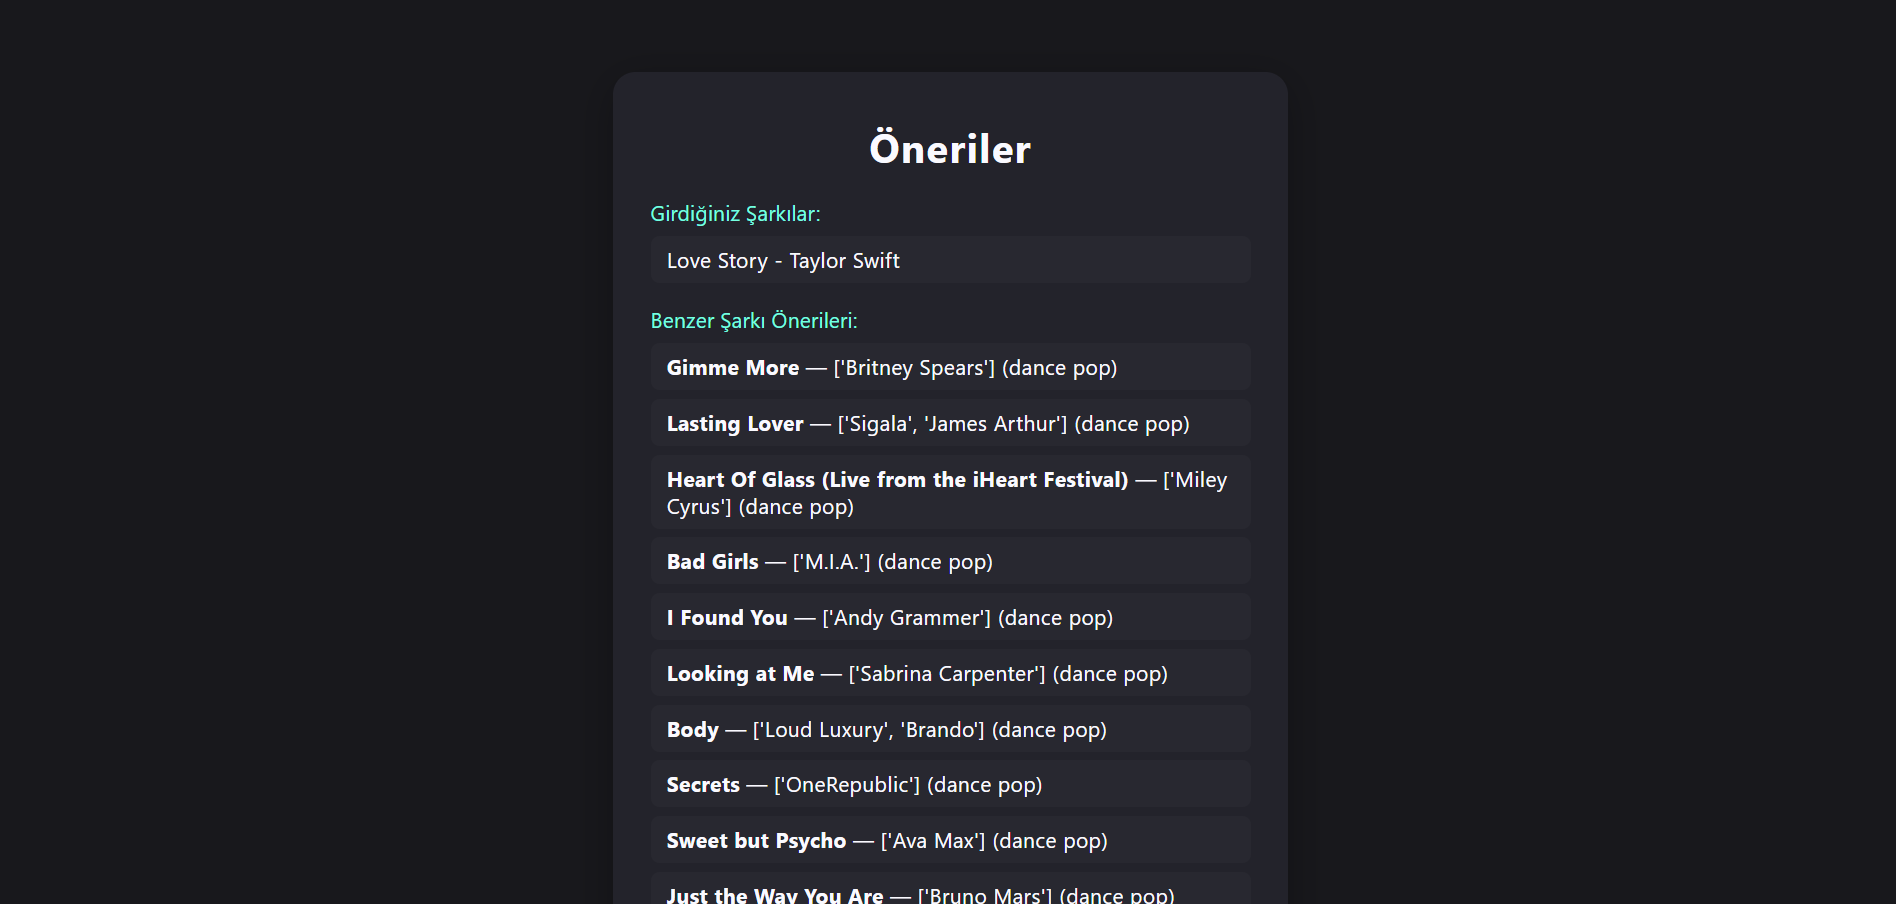 Öneriler
Girdiğiniz Şarkılar:
Love Story - Taylor Swift
Benzer Şarkı Önerileri:
Gimme More — ['Britney Spears'] (dance pop)
Lasting Lover — ['Sigala', 'James Arthur'] (dance pop)
Heart Of Glass (Live from the iHeart Festival) — ['Miley
Cyrus'] (dance pop)
Bad Girls — ['M.I.A.'] (dance pop)
I Found You — ['Andy Grammer'] (dance pop)
Looking at Me — ['Sabrina Carpenter'] (dance pop)
Body — ['Loud Luxury', 'Brando'] (dance pop)
Secrets — ['OneRepublic'] (dance pop)
Sweet but Psycho — ['Ava Max'] (dance pop)
Just the Way You Are — ['Bruno Mars'] (dance pop)